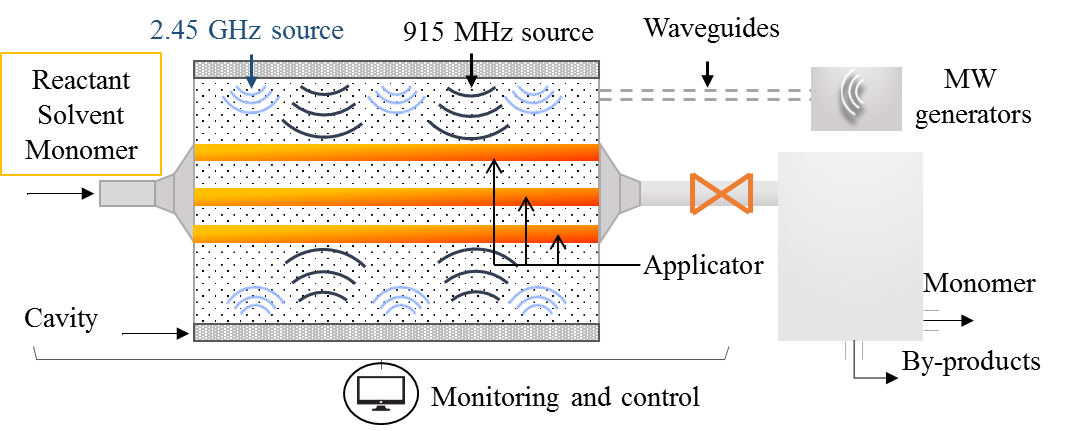 2.45 GHz source
915 MHz source
Waveguides
Reactant
Solvent
Monomer
MW
generators
Applicator
Monomer
Cavity
By-products
Monitoring and control